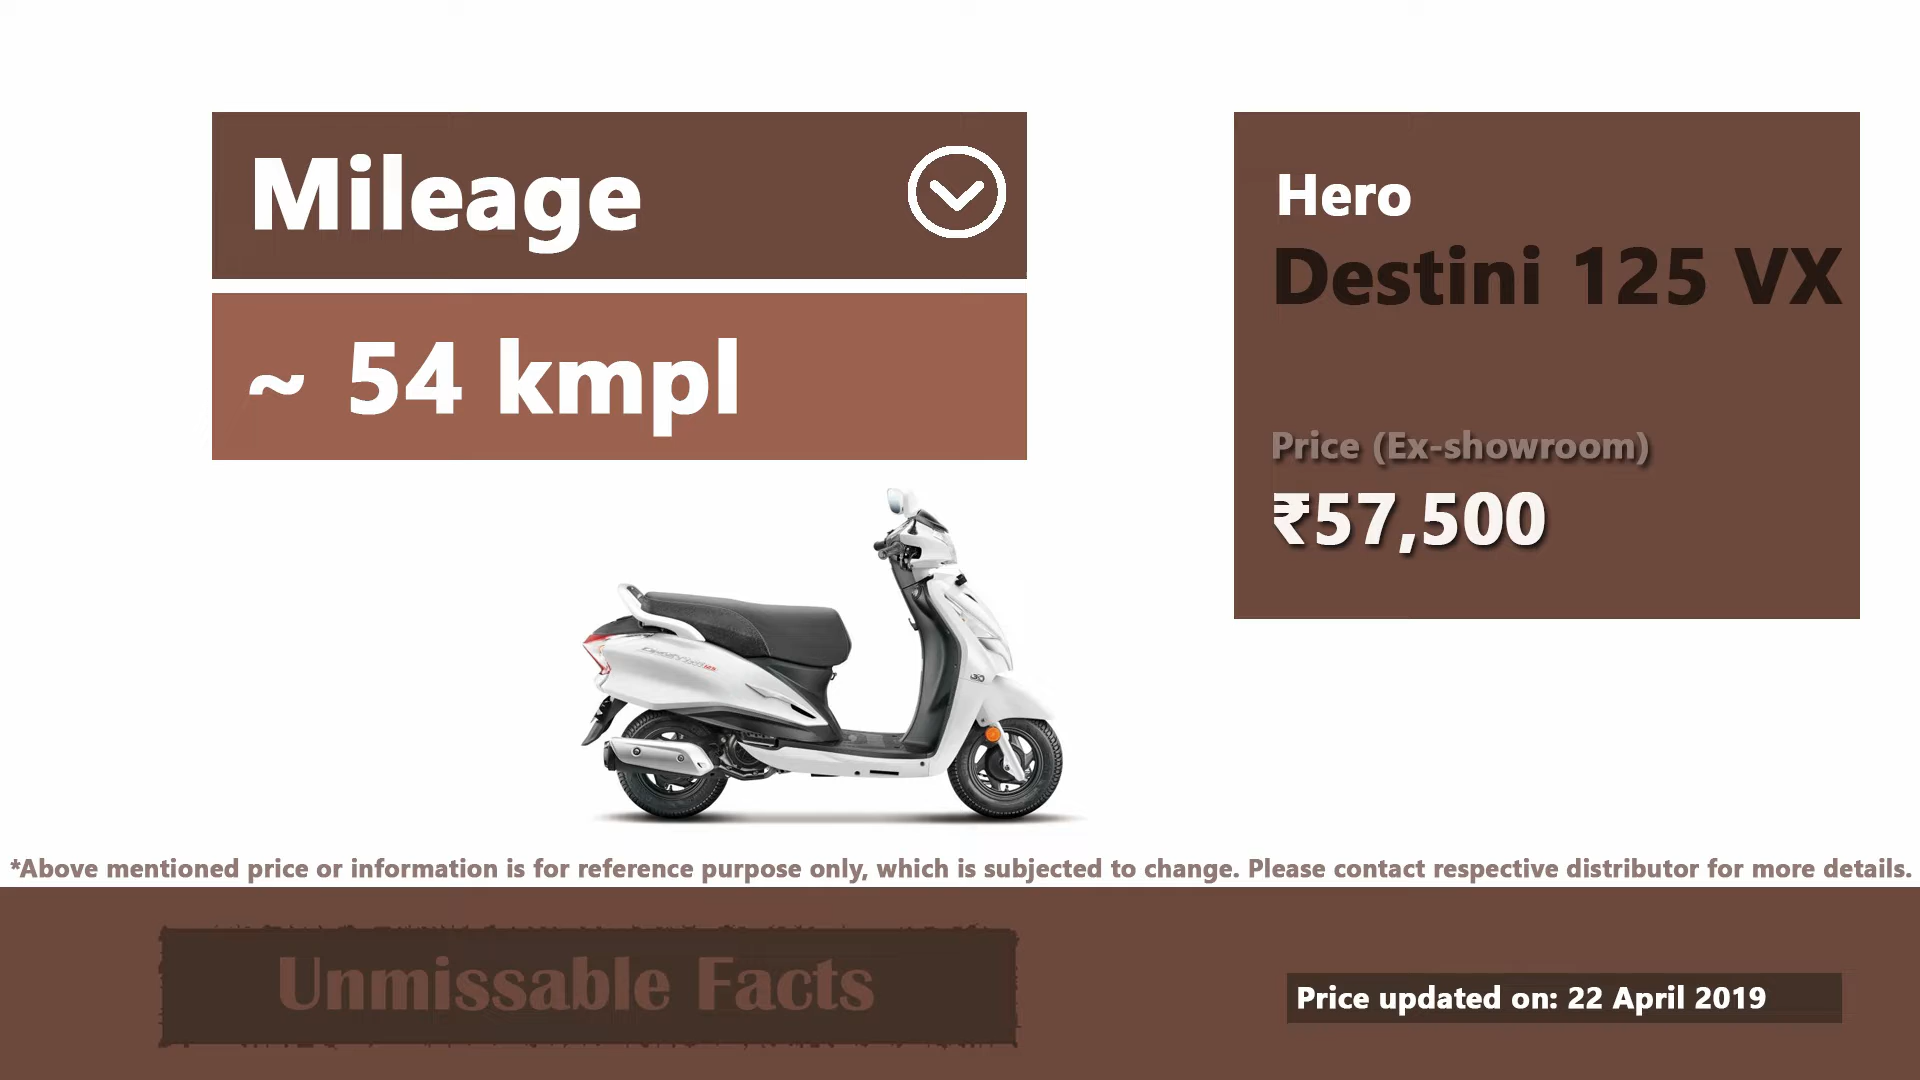 Mileage
~ 54 kmpl
Hero
Destini 125 VX
Price (Ex-showroom)
₹57,500
*Above mentioned price or information is for reference purpose only, which is subjected to change. Please contact respective distributor for more details.
Unmissable Facts
Price updated on: 22 April 2019